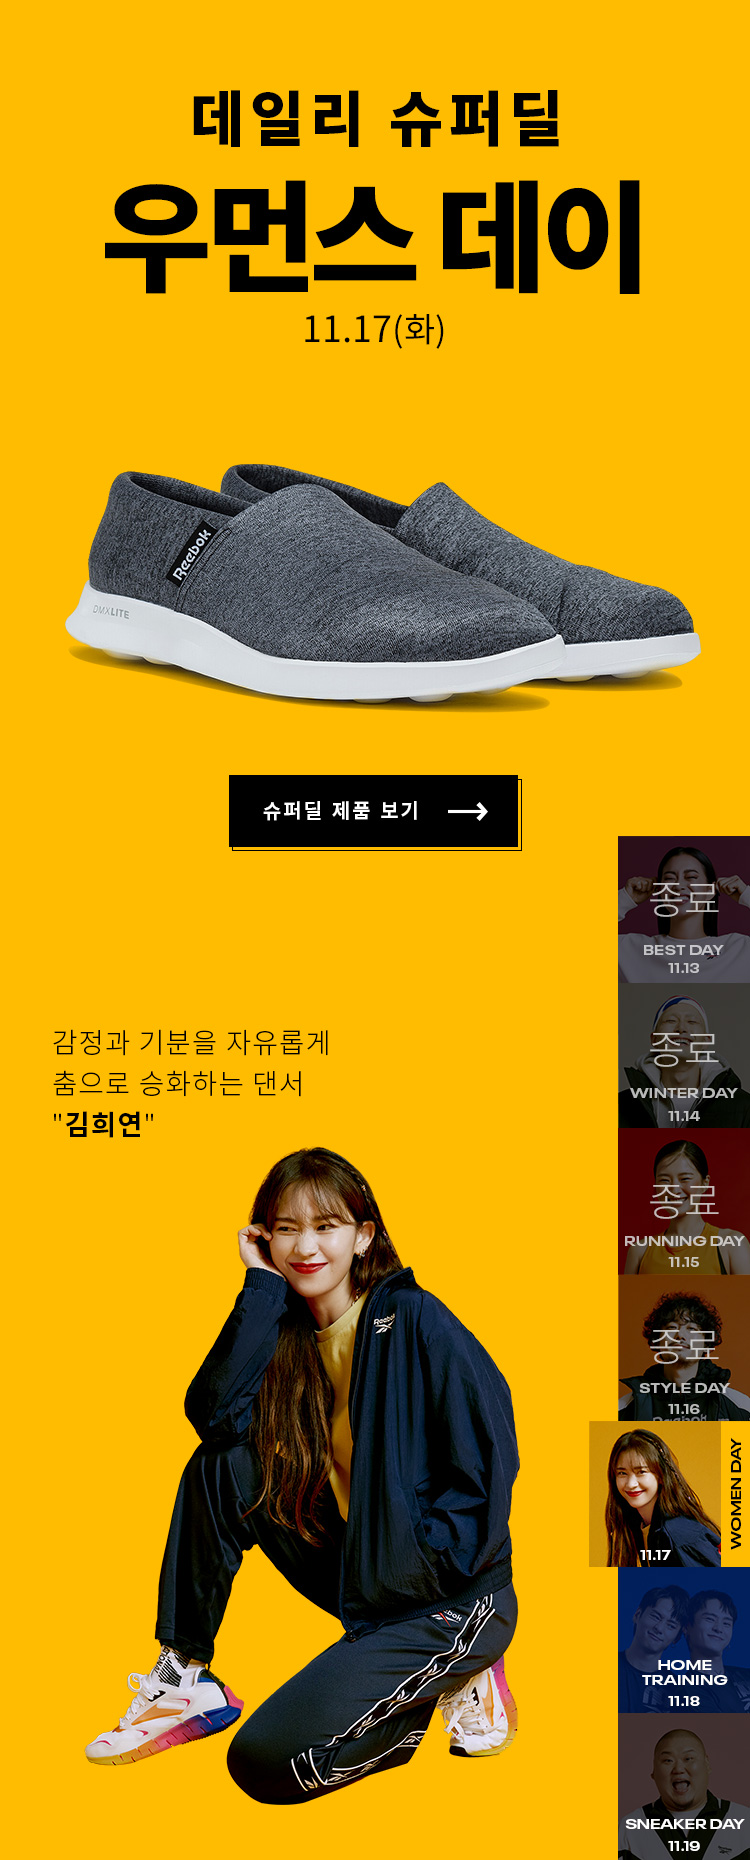 데일리 슈퍼딜
우먼스 데이
11.17(화)
Reebok
DMXLITE
슈퍼딜 제품 보기
종료
BEST DAY
11.13
종료
WINTER DAY
11.14
종료
RUNNING DAY
11.15
종료
STYLE DAY
11.16
Reebok
WOMEN DAY
11.17
HOME
TRAINING
11.18
SNEAKER DAY
11.19
감정과 기분을 자유롭게
춤으로 승화하는 댄서
"김희연"
Reebok